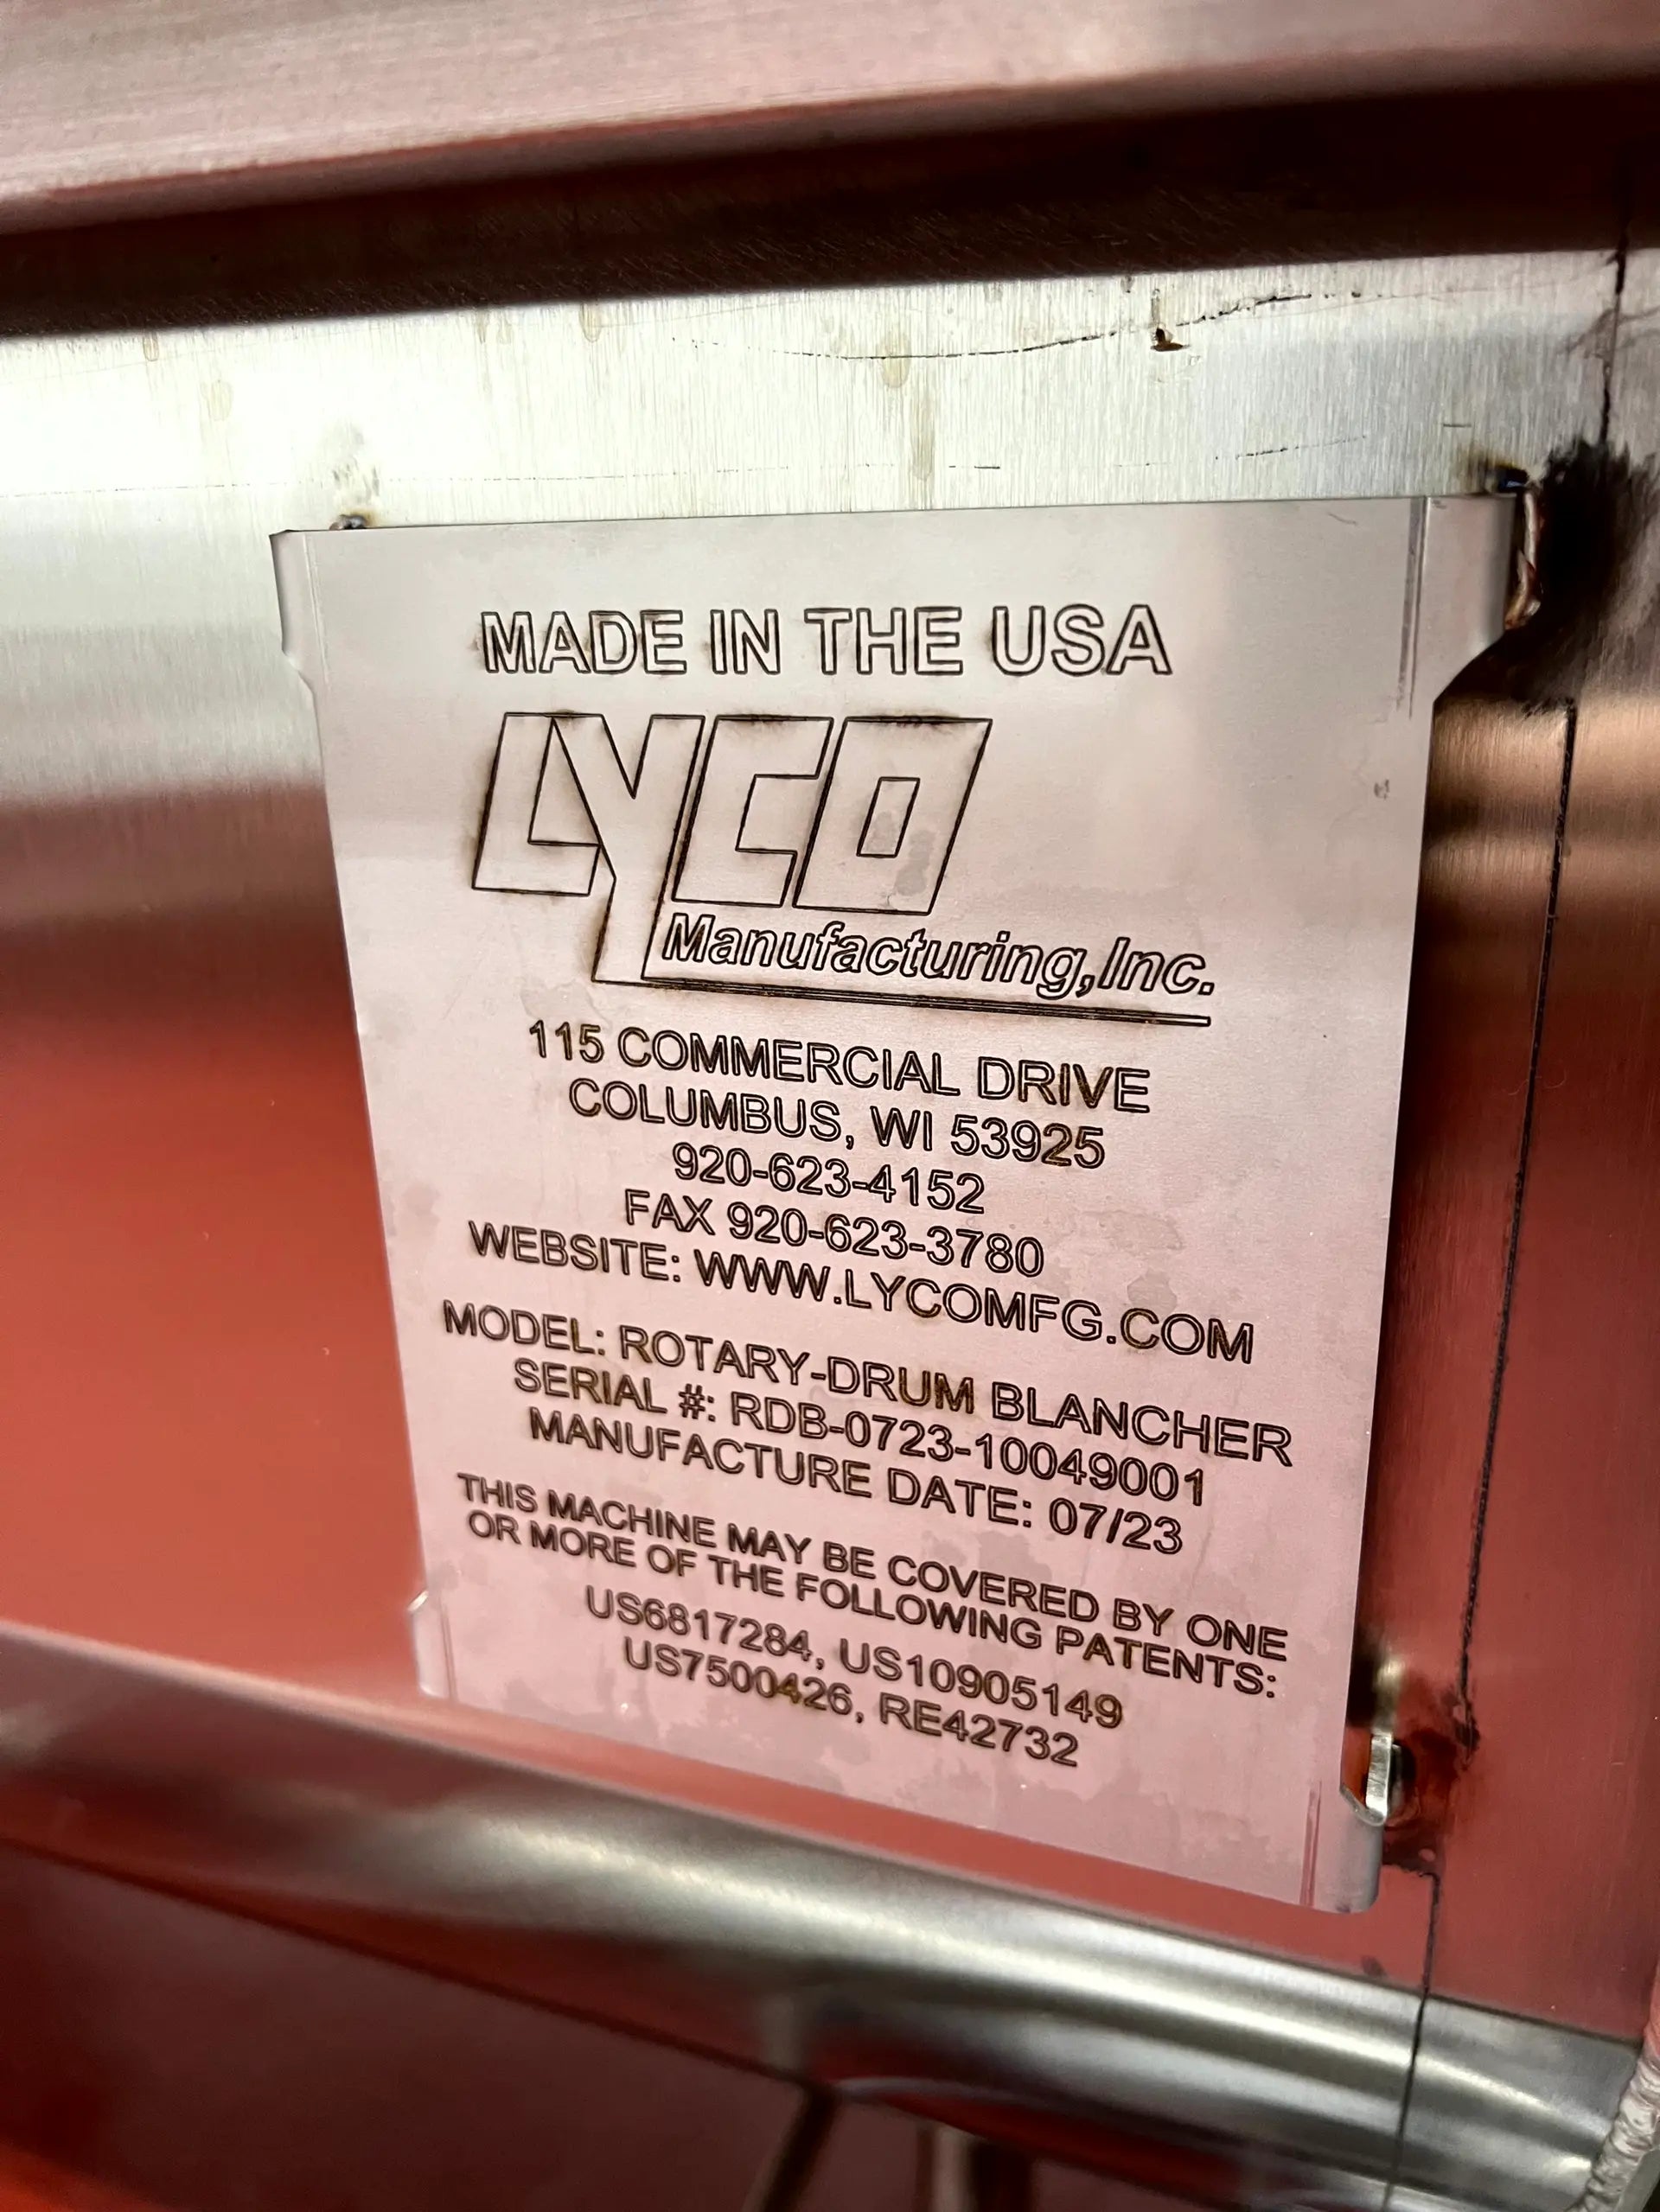 MADE IN THE USA
LYCO
Manufacturing, Inc.
115 COMMERCIAL DRIVE
COLUMBUS, WI 53925
920-623-4152
FAX 920-623-3780
WEBSITE: WWW.LYCOMFG.COM
MODEL: ROTARY-DRUM BLANCHER
SERIAL #: RDB-0723-10049001
MANUFACTURE DATE: 07/23
THIS MACHINE MAY BE COVERED BY ONE
OR MORE OF THE FOLLOWING PATENTS:
US6817284, US10905149
US7500426, RE42732